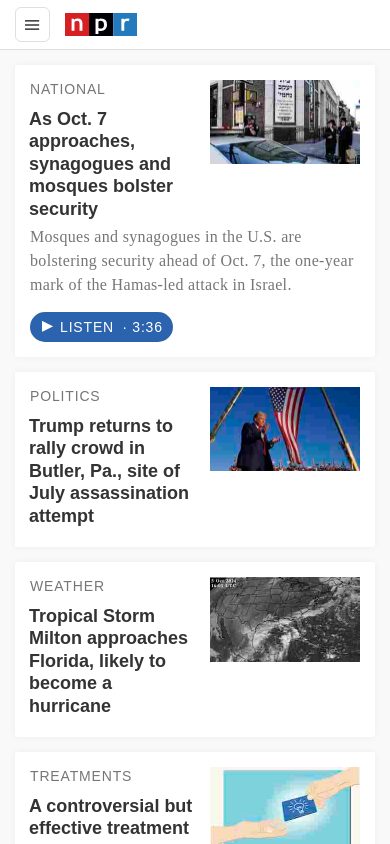 npr
NATIONAL
As Oct. 7
approaches,
synagogues and
mosques bolster
security
Mosques and synagogues in the U.S. are
bolstering security ahead of Oct. 7, the one-year
mark of the Hamas-led attack in Israel.
LISTEN · 3:36
POLITICS
Trump returns to
rally crowd in
Butler, Pa., site of
July assassination
attempt
WEATHER
Tropical Storm
Milton approaches
Florida, likely to
become a
hurricane
TREATMENTS
A controversial but
effective treatment